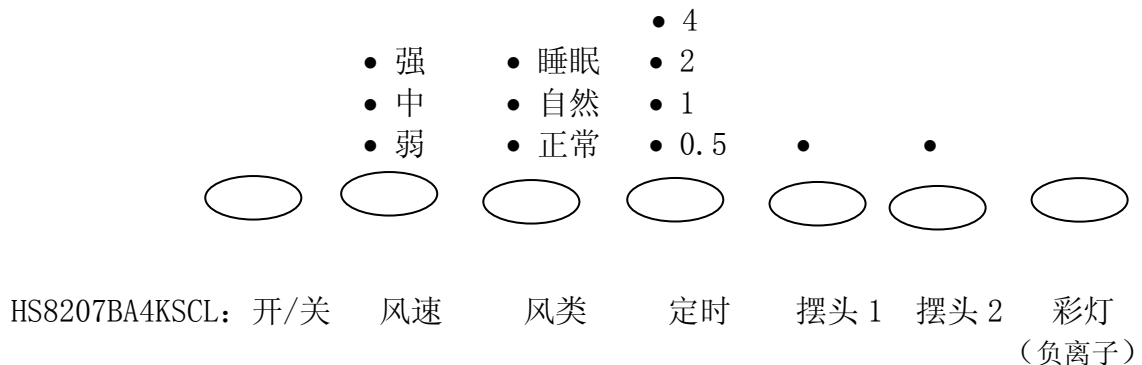 • 4
• 强 • 睡眠 • 2
• 中 • 自然 • 1
• 弱 • 正常 • 0.5 • •
HS8207BA4KSCL: 开/关 风速 风类 定时 摆头1 摆头2 彩灯
（负离子）